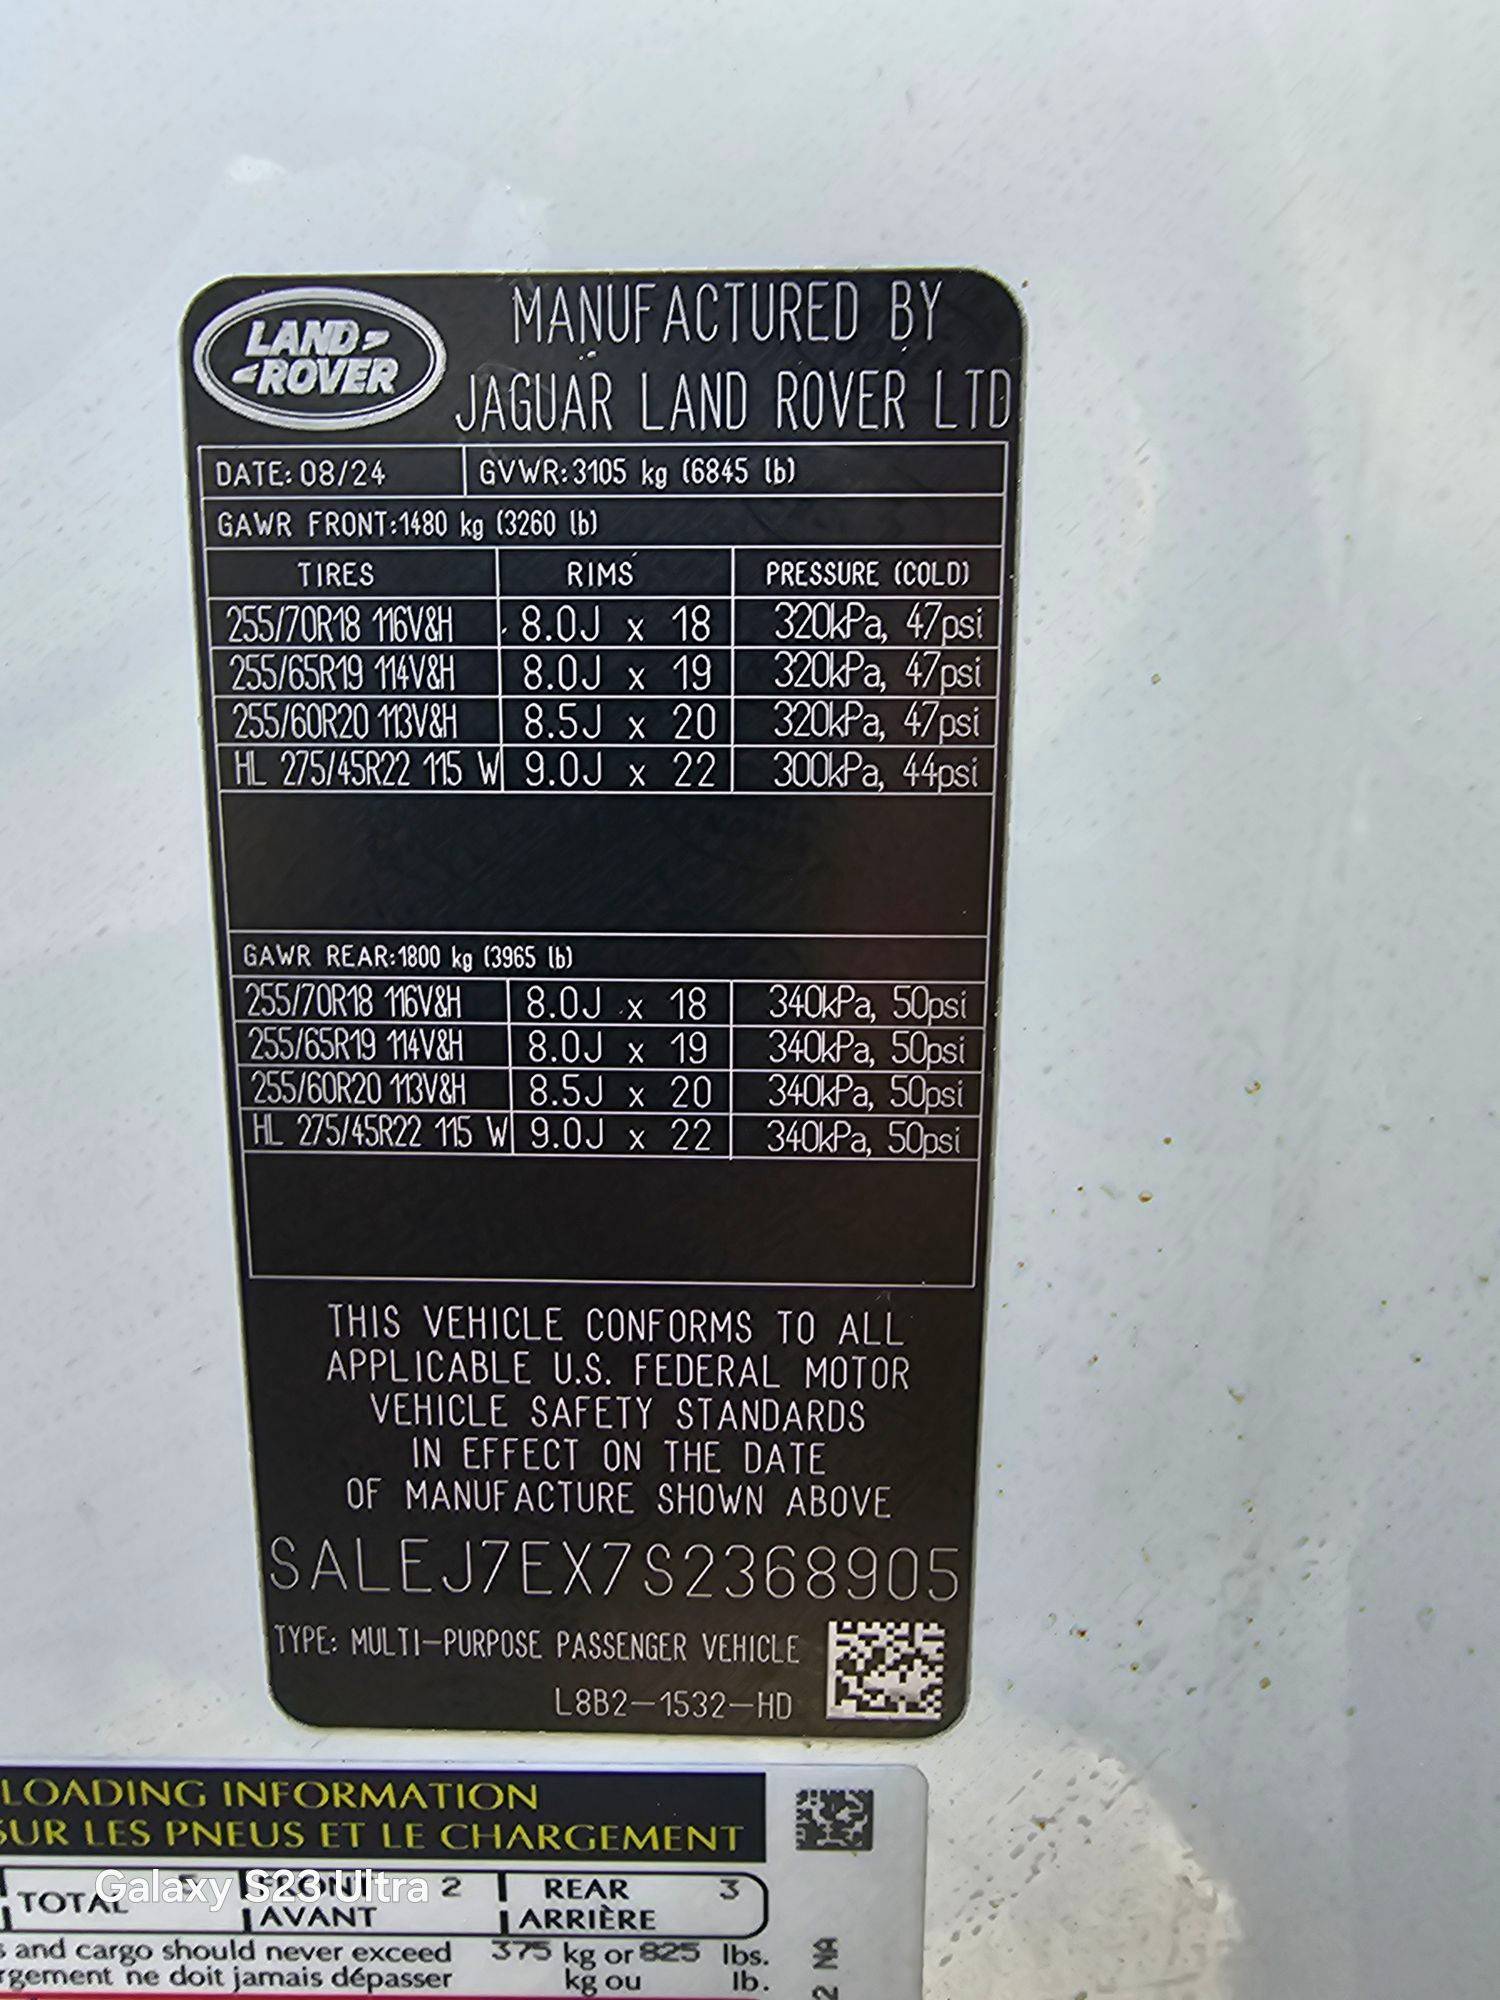 LAND
ROVER
MANUFACTURED BY
JAGUAR LAND ROVER LTD
DATE: 08/24 GVWR: 3105 kg (6845 lb)
GAWR FRONT: 1480 kg (3260 lb)
TIRES RIMS PRESSURE (COLD)
255/70R18 116V&H 8.0J x 18 320kPa, 47psi
255/65R19 114V&H 8.0J x 19 320kPa, 47psi
255/60R20 113V&H 8.5J x 20 320kPa, 47psi
HL 275/45R22 115 W 9.0J x 22 300kPa, 44psi
GAWR REAR: 1800 kg (3965 lb)
255/70R18 116V&H 8.0J x 18 340kPa, 50psi
255/65R19 114V&H 8.0J x 19 340kPa, 50psi
255/60R20 113V&H 8.5J x 20 340kPa, 50psi
HL 275/45R22 115 W 9.0J x 22 340kPa, 50psi
THIS VEHICLE CONFORMS TO ALL
APPLICABLE U.S. FEDERAL MOTOR
VEHICLE SAFETY STANDARDS
IN EFFECT ON THE DATE
OF MANUFACTURE SHOWN ABOVE
SALEJ7EX7S2368905
TYPE: MULTI-PURPOSE PASSENGER VEHICLE
L8B2-1532-HD
LOADING INFORMATION
SUR LES PNEUS ET LE CHARGEMENT
TOTAL 5 FRONT 2 REAR 3
AVANT ARRIÈRE
Galaxy S23 Ultra
and cargo should never exceed 375 kg or 825 lbs.
ne doit jamais dépasser kg ou lb.